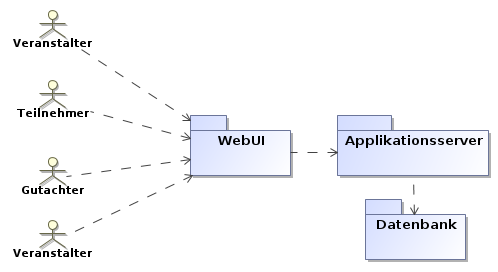 Veranstalter
Teilnehmer
Gutachter
Veranstalter
WebUI
Applikationsserver
Datenbank